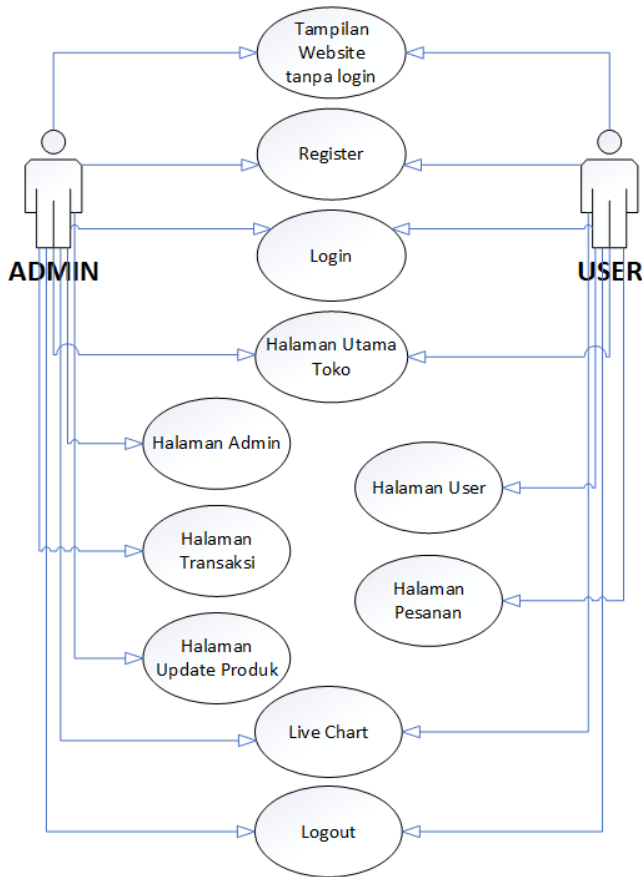 Tampilan
Website
tanpa login
Register
ADMIN
USER
Login
Halaman Utama
Toko
Halaman Admin
Halaman User
Halaman
Transaksi
Halaman
Pesanan
Halaman
Update Produk
Live Chart
Logout